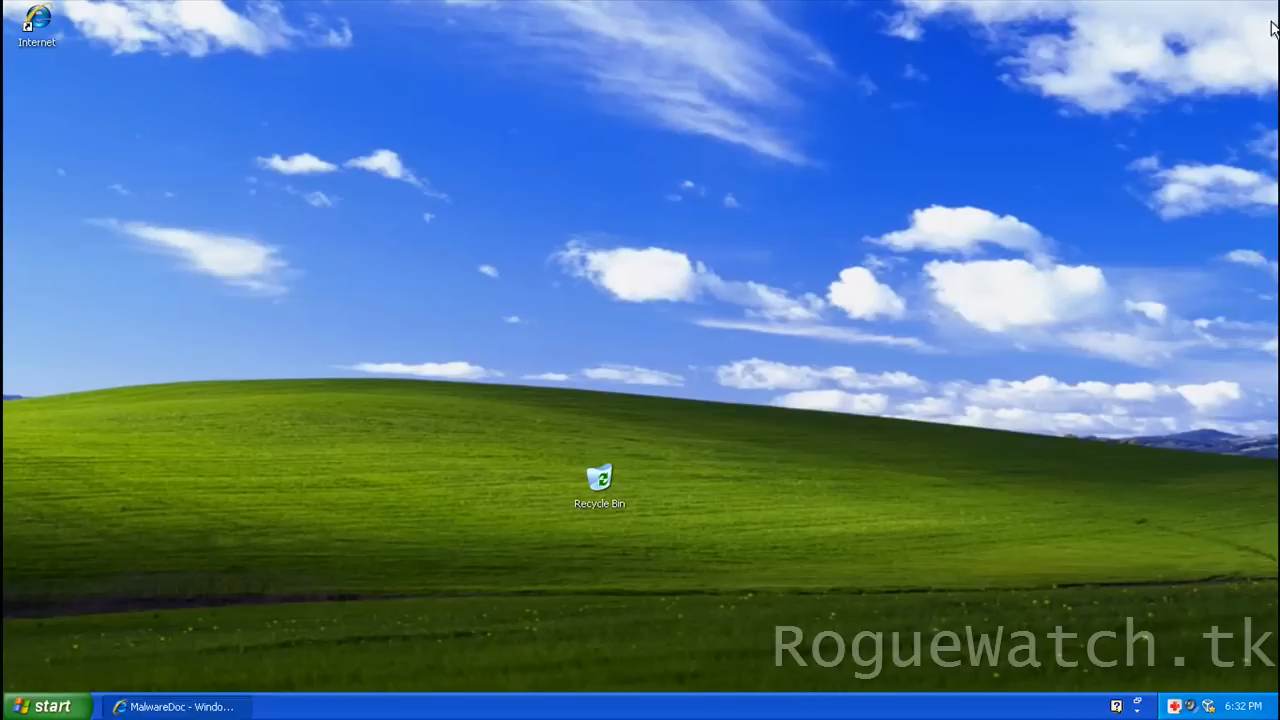 Internet
Recycle Bin
RogueWatch.tk
start
MalwareDoc - Windo...
6:32 PM